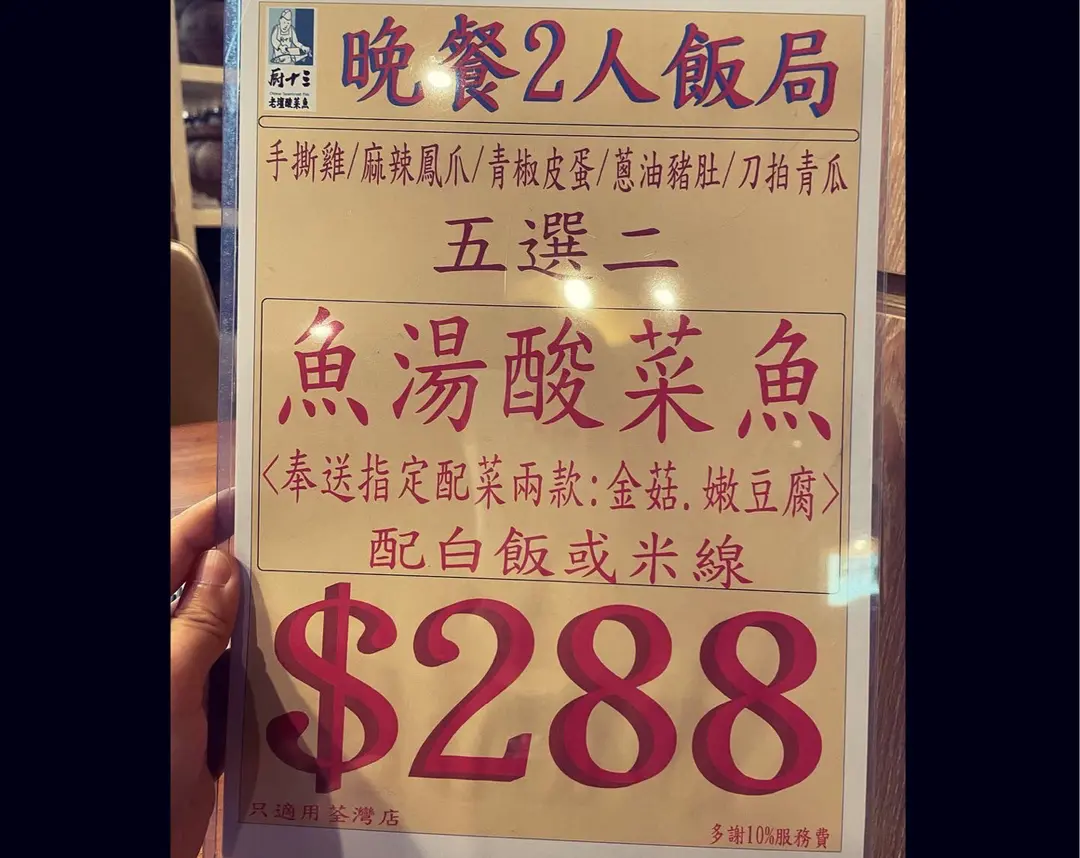 晚餐2人飯局
廚十三
老壇酸菜魚
手撕雞/麻辣鳳爪/青椒皮蛋/蔥油豬肚/刀拍青瓜
五選二
魚湯酸菜魚
<奉送指定配菜兩款:金菇.嫩豆腐>
配白飯或米線
$288
只適用荃灣店
多謝10%服務費